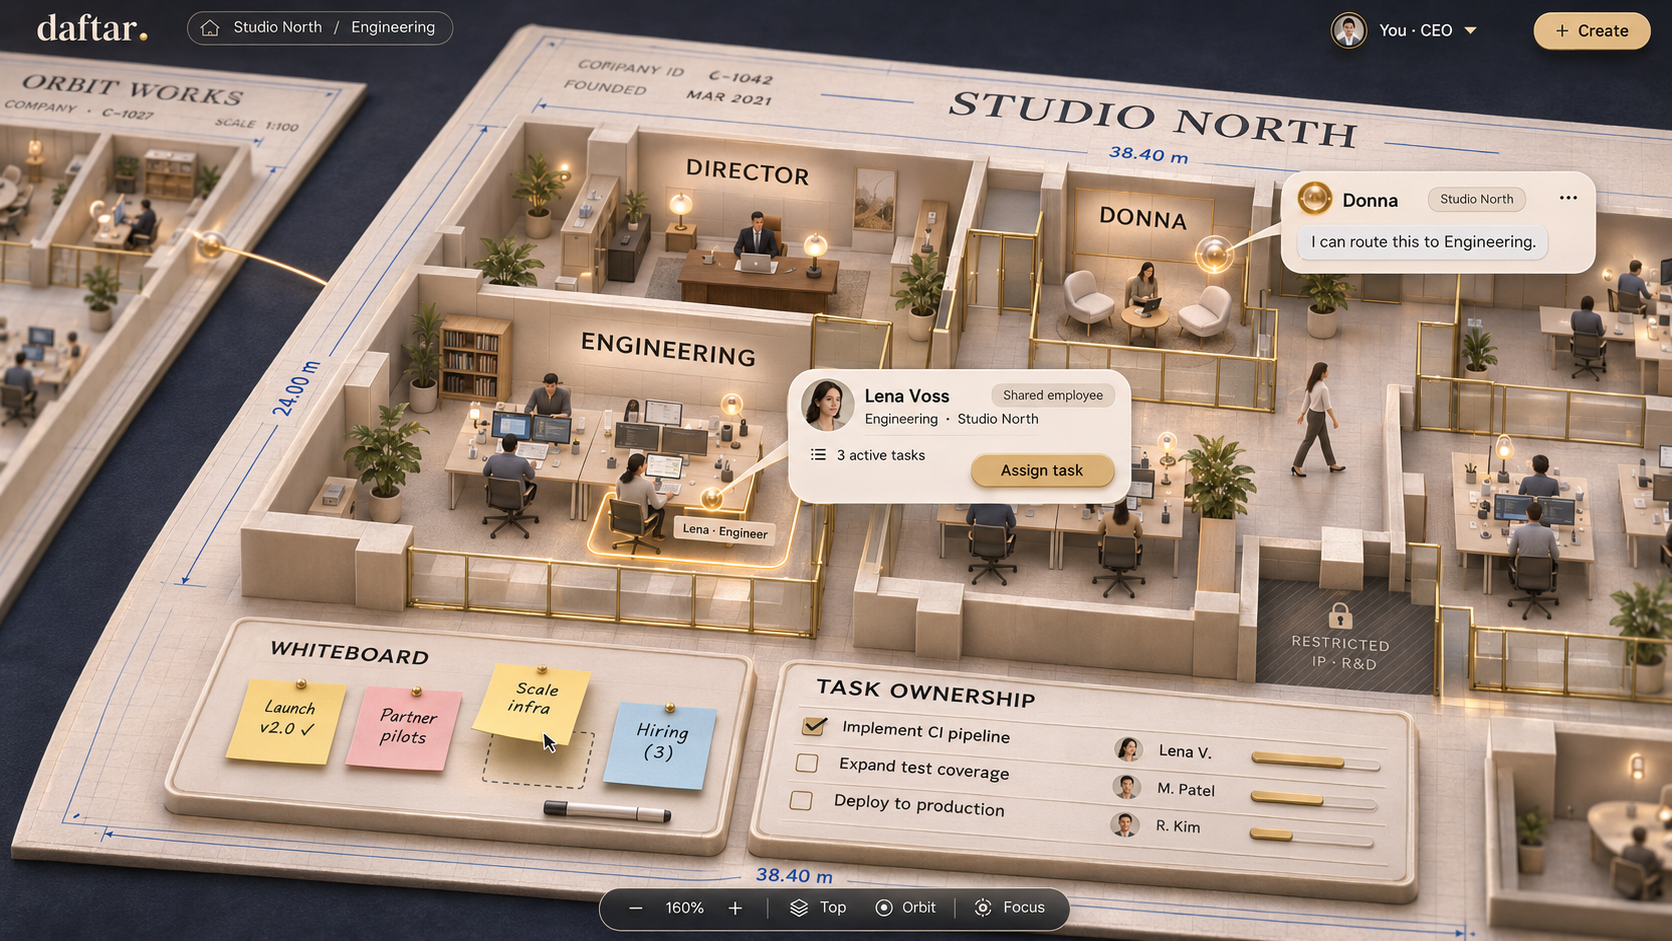 daftar.
Studio North / Engineering
You · CEO
+ Create
ORBIT WORKS
COMPANY · C-1027
SCALE 1:100
COMPANY ID C-1042
FOUNDED MAR 2021
STUDIO NORTH
38.40 m
24.00 m
DIRECTOR
DONNA
Donna
Studio North
I can route this to Engineering.
ENGINEERING
Lena Voss
Shared employee
Engineering · Studio North
3 active tasks
Assign task
Lena · Engineer
RESTRICTED
IP · R&D
WHITEBOARD
Launch
v2.0 ✓
Partner
pilots
Scale
infra
Hiring
(3)
TASK OWNERSHIP
Implement CI pipeline
Lena V.
Expand test coverage
M. Patel
Deploy to production
R. Kim
38.40 m
− 160% +
Top
Orbit
Focus